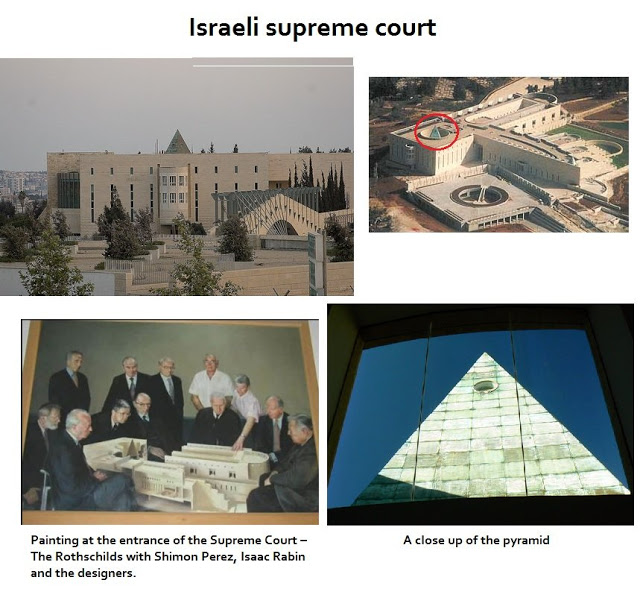 Israeli supreme court
Painting at the entrance of the Supreme Court –
The Rothschilds with Shimon Perez, Isaac Rabin
and the designers.
A close up of the pyramid